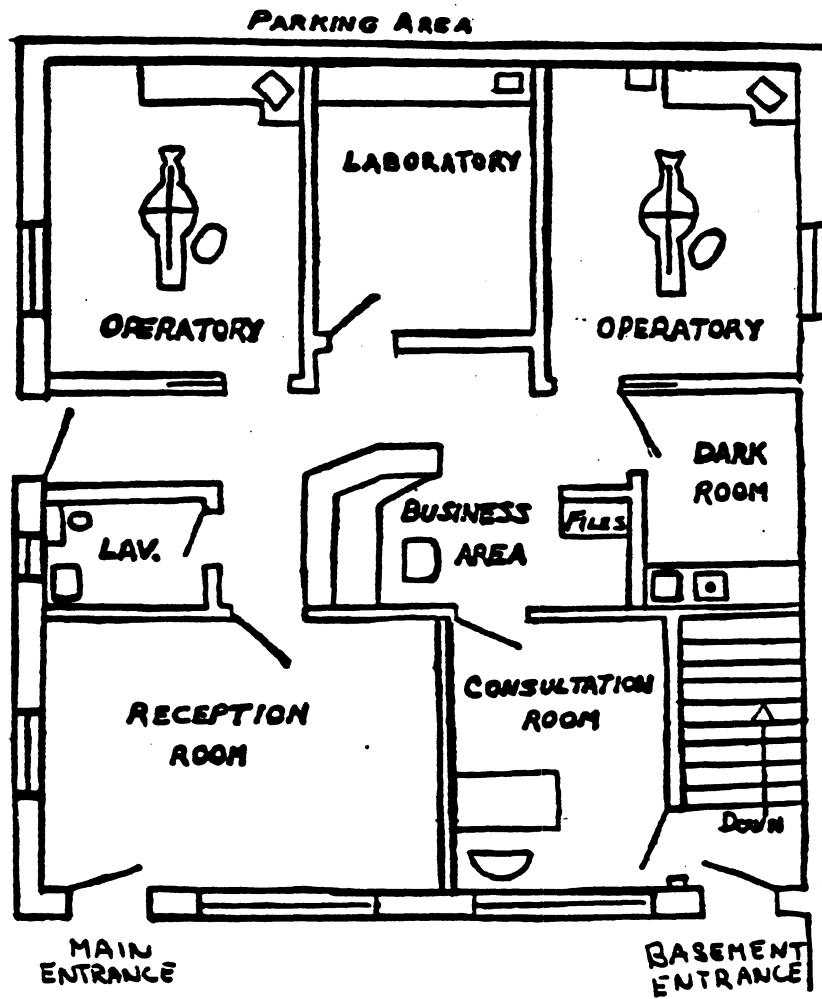 PARKING AREA
LABORATORY
OPERATORY
OPERATORY
DARK
ROOM
BUSINESS
AREA
FILES
LAV.
RECEPTION
ROOM
CONSULTATION
ROOM
DOWN
MAIN
ENTRANCE
BASEMENT
ENTRANCE